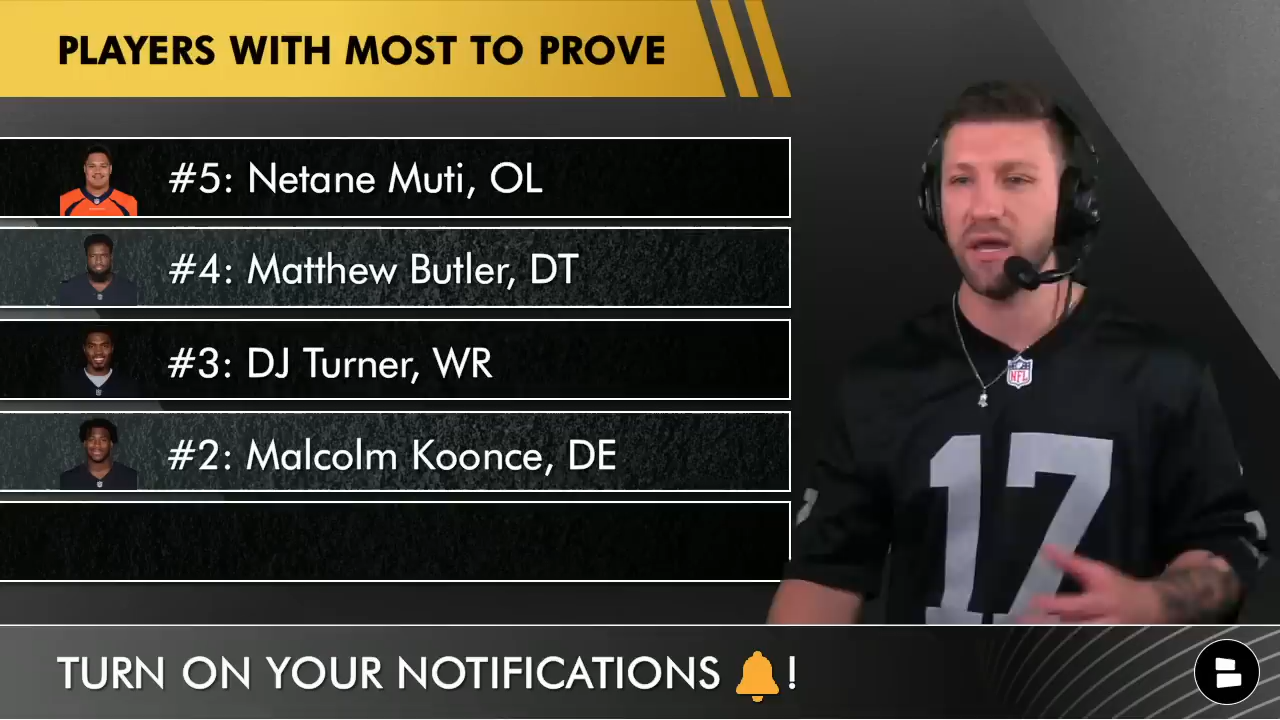 PLAYERS WITH MOST TO PROVE
#5: Netane Muti, OL
#4: Matthew Butler, DT
#3: DJ Turner, WR
#2: Malcolm Koonce, DE
NFL
17
TURN ON YOUR NOTIFICATIONS 🔔!